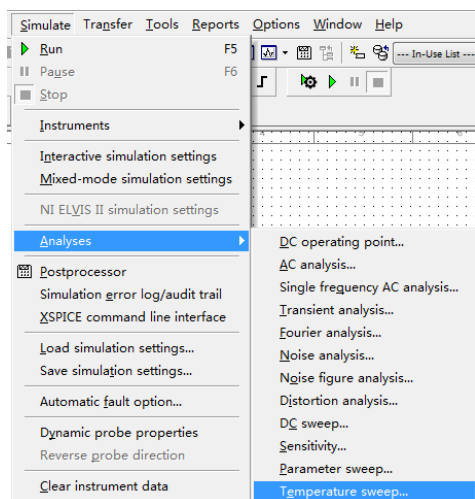 Simulate Transfer Tools Reports Options Window Help
Run F5
Pause F6
Stop
--- In-Use List ---
Instruments
Interactive simulation settings
Mixed-mode simulation settings
NI ELVIS II simulation settings
Analyses
Postprocessor
Simulation error log/audit trail
XSPICE command line interface
Load simulation settings...
Save simulation settings...
Automatic fault option...
Dynamic probe properties
Reverse probe direction
Clear instrument data
DC operating point...
AC analysis...
Single frequency AC analysis...
Transient analysis...
Fourier analysis...
Noise analysis...
Noise figure analysis...
Distortion analysis...
DC sweep...
Sensitivity...
Parameter sweep...
Temperature sweep...